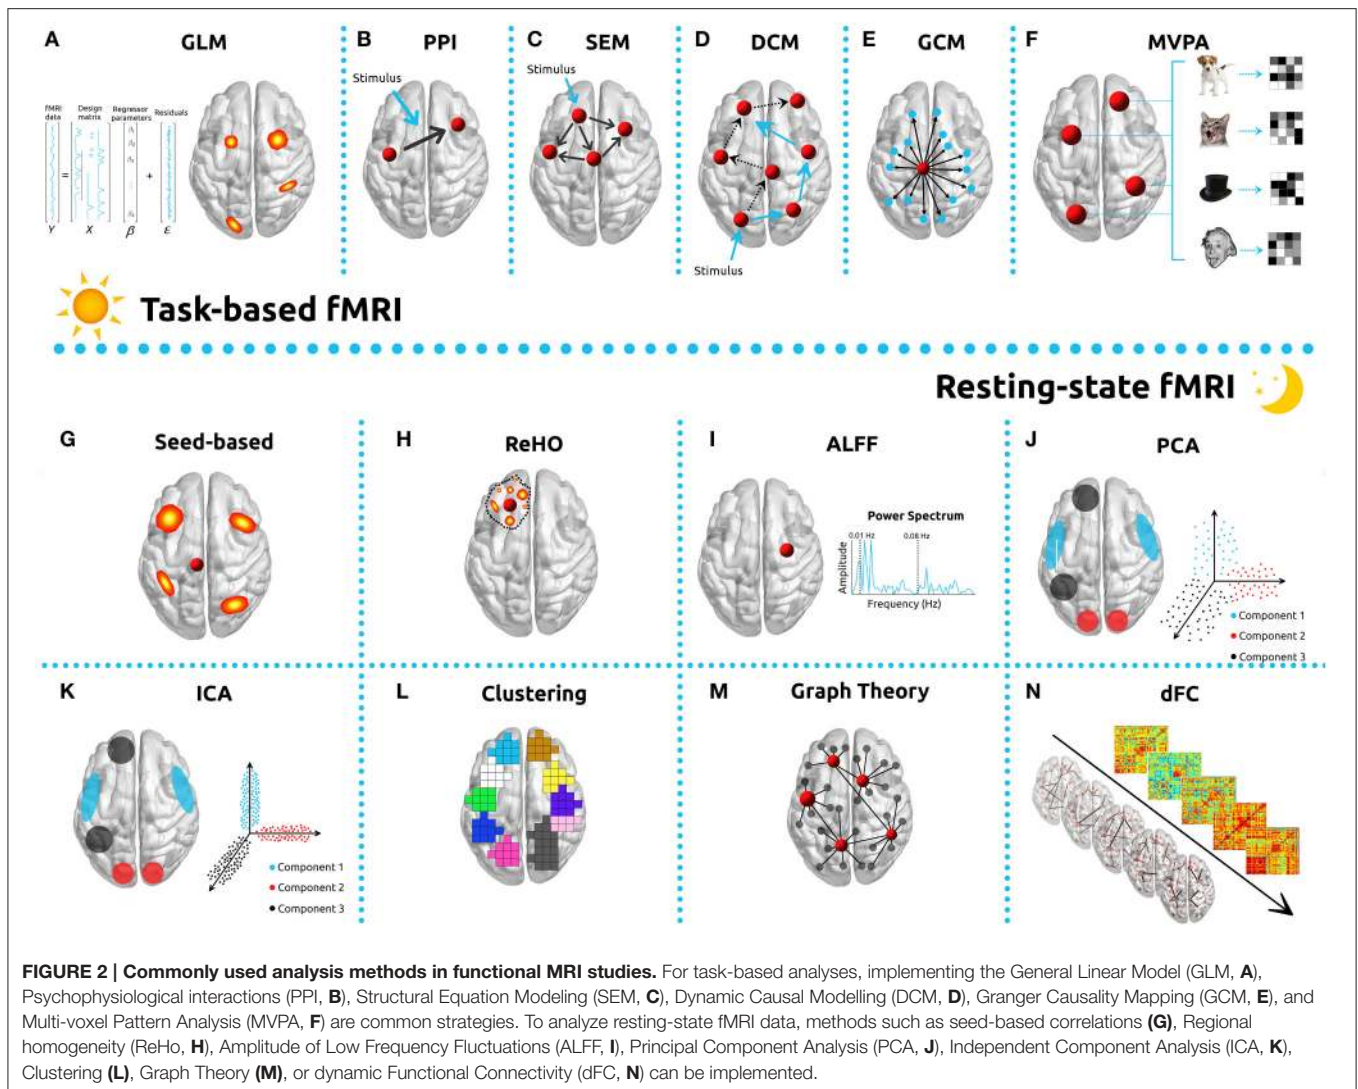 A GLM
B PPI
C SEM
D DCM
E GCM
F MVPA
fMRI data
Design matrix
Regressor parameters
Residuals
=
+
Y X β ε
Stimulus
Stimulus
Stimulus
Task-based fMRI
Resting-state fMRI
G Seed-based
H ReHO
I ALFF
J PCA
Power Spectrum
0.01 Hz
0.08 Hz
Amplitude
Frequency (Hz)
Component 1
Component 2
Component 3
K ICA
L Clustering
M Graph Theory
N dFC
Component 1
Component 2
Component 3
FIGURE 2 | Commonly used analysis methods in functional MRI studies. For task-based analyses, implementing the General Linear Model (GLM, A),
Psychophysiological interactions (PPI, B), Structural Equation Modeling (SEM, C), Dynamic Causal Modelling (DCM, D), Granger Causality Mapping (GCM, E), and
Multi-voxel Pattern Analysis (MVPA, F) are common strategies. To analyze resting-state fMRI data, methods such as seed-based correlations (G), Regional
homogeneity (ReHo, H), Amplitude of Low Frequency Fluctuations (ALFF, I), Principal Component Analysis (PCA, J), Independent Component Analysis (ICA, K),
Clustering (L), Graph Theory (M), or dynamic Functional Connectivity (dFC, N) can be implemented.